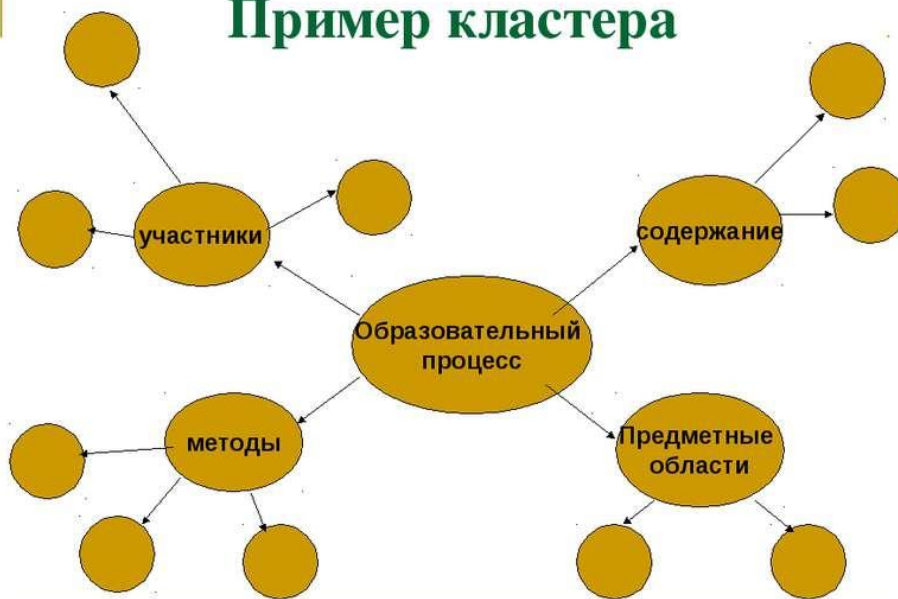 Пример кластера
участники
содержание
Образовательный
процесс
методы
Предметные
области